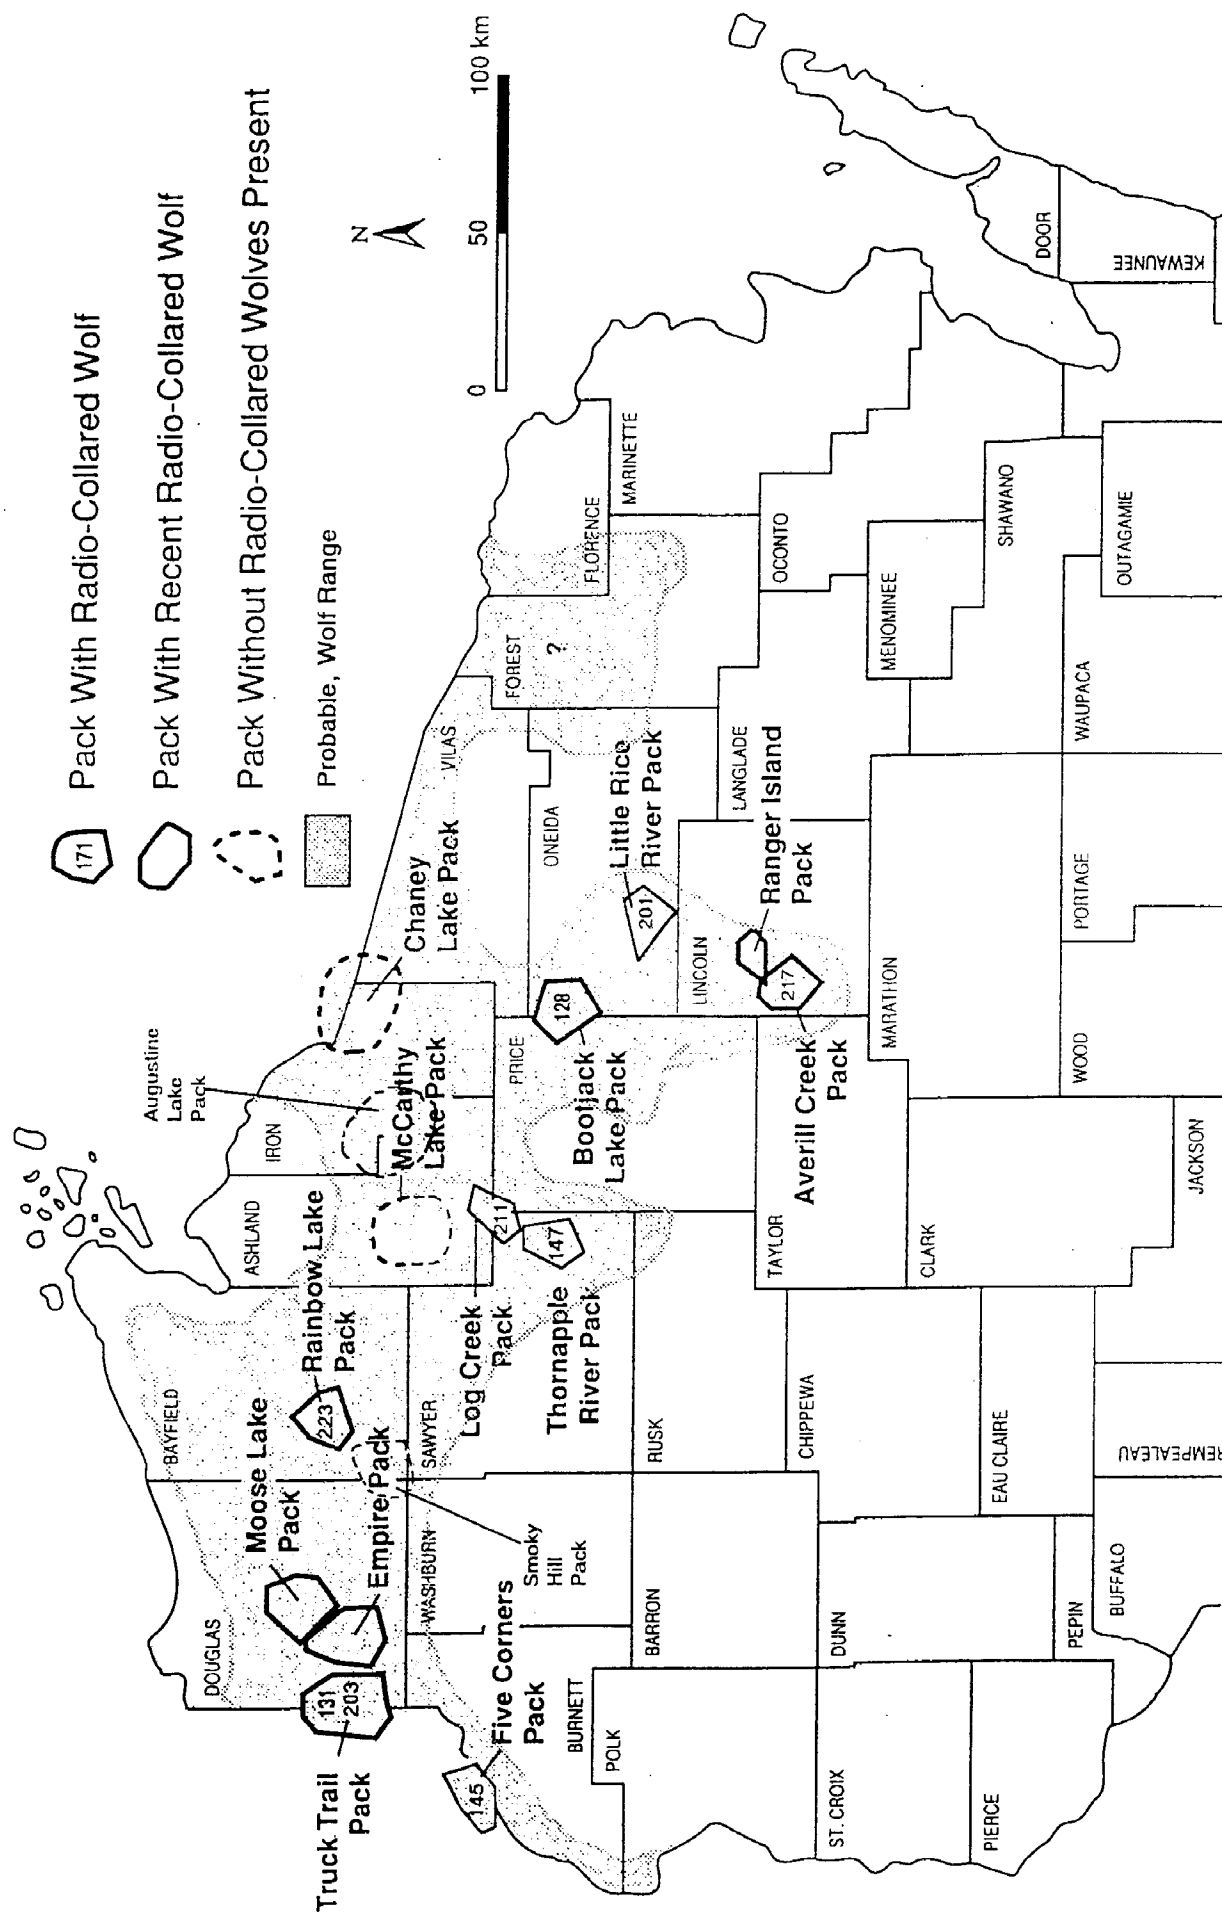 171
Pack With Radio-Collared Wolf
Pack With Recent Radio-Collared Wolf
Pack Without Radio-Collared Wolves Present
Probable, Wolf Range
N
0
50
100 km
Augustine
Lake
Pack
Chaney
Lake Pack
McCarthy
Lake Pack
Rainbow Lake
Pack
223
Moose Lake
Pack
Empire Pack
131
203
Truck Trail
Pack
145
Five Corners
Pack
Smoky
Hill
Pack
Log Creek
Pack
211
147
Thornapple
River Pack
128
Bootjack
Lake Pack
201
Little Rice
River Pack
Ranger Island
Pack
217
Averill Creek
Pack
?
DOUGLAS
BAYFIELD
ASHLAND
IRON
VILAS
FOREST
FLORENCE
MARINETTE
BURNETT
WASHBURN
SAWYER
PRICE
ONEIDA
POLK
BARRON
RUSK
TAYLOR
LINCOLN
LANGLADE
OCONTO
MENOMINEE
SHAWANO
DOOR
KEWAUNEE
ST. CROIX
DUNN
CHIPPEWA
CLARK
MARATHON
PIERCE
PEPIN
EAU CLAIRE
BUFFALO
REMPEALEAU
JACKSON
WOOD
PORTAGE
WAUPACA
OUTAGAMIE